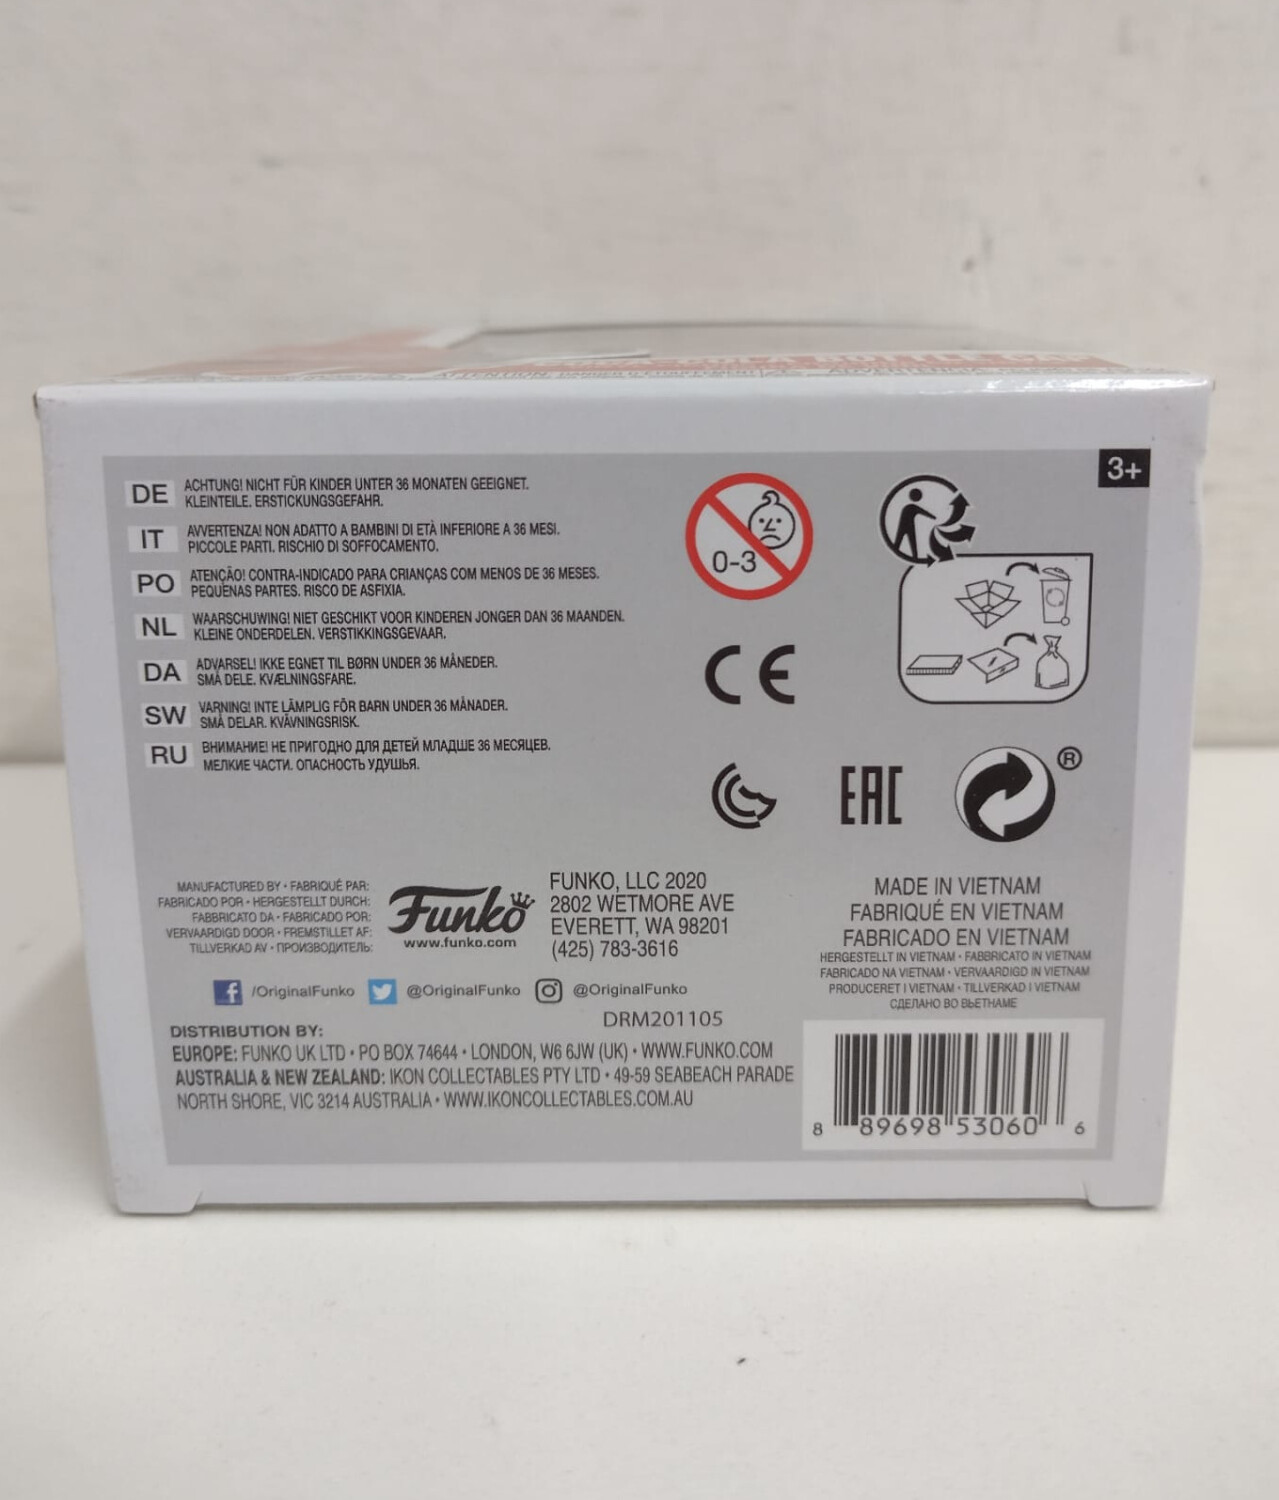 COLA BOTTLE CAP
3+
DE ACHTUNG! NICHT FÜR KINDER UNTER 36 MONATEN GEEIGNET.
KLEINTEILE. ERSTICKUNGSGEFAHR.
IT AVVERTENZA! NON ADATTO A BAMBINI DI ETÀ INFERIORE A 36 MESI.
PICCOLE PARTI. RISCHIO DI SOFFOCAMENTO.
PO ATENÇÃO! CONTRA-INDICADO PARA CRIANÇAS COM MENOS DE 36 MESES.
PEQUENAS PARTES. RISCO DE ASFIXIA.
NL WAARSCHUWING! NIET GESCHIKT VOOR KINDEREN JONGER DAN 36 MAANDEN.
KLEINE ONDERDELEN. VERSTIKKINGSGEVAAR.
DA ADVARSEL! IKKE EGNET TIL BØRN UNDER 36 MÅNEDER.
SMÅ DELE. KVÆLNINGSFARE.
SW VARNING! INTE LÄMPLIG FÖR BARN UNDER 36 MÅNADER.
SMÅ DELAR. KVÄVNINGSRISK.
RU ВНИМАНИЕ! НЕ ПРИГОДНО ДЛЯ ДЕТЕЙ МЛАДШЕ 36 МЕСЯЦЕВ.
МЕЛКИЕ ЧАСТИ. ОПАСНОСТЬ УДУШЬЯ.
0-3
CE
EAC
®
MANUFACTURED BY • FABRIQUÉ PAR:
FABRICADO POR • HERGESTELLT DURCH:
FABBRICATO DA • FABRICADO POR:
VERVAARDIGD DOOR • FREMSTILLET AF:
TILLVERKAD AV • ПРОИЗВОДИТЕЛЬ:
Funko
www.funko.com
FUNKO, LLC 2020
2802 WETMORE AVE
EVERETT, WA 98201
(425) 783-3616
/OriginalFunko @OriginalFunko @OriginalFunko
DRM201105
DISTRIBUTION BY:
EUROPE: FUNKO UK LTD • PO BOX 74644 • LONDON, W6 6JW (UK) • WWW.FUNKO.COM
AUSTRALIA & NEW ZEALAND: IKON COLLECTABLES PTY LTD • 49-59 SEABEACH PARADE
NORTH SHORE, VIC 3214 AUSTRALIA • WWW.IKONCOLLECTABLES.COM.AU
MADE IN VIETNAM
FABRIQUÉ EN VIETNAM
FABRICADO EN VIETNAM
HERGESTELLT IN VIETNAM • FABBRICATO IN VIETNAM
FABRICADO NA VIETNAM • VERVAARDIGD IN VIETNAM
PRODUCERET I VIETNAM • TILLVERKAD I VIETNAM
СДЕЛАНО ВО ВЬЕТНАМЕ
8 89698 53060 6